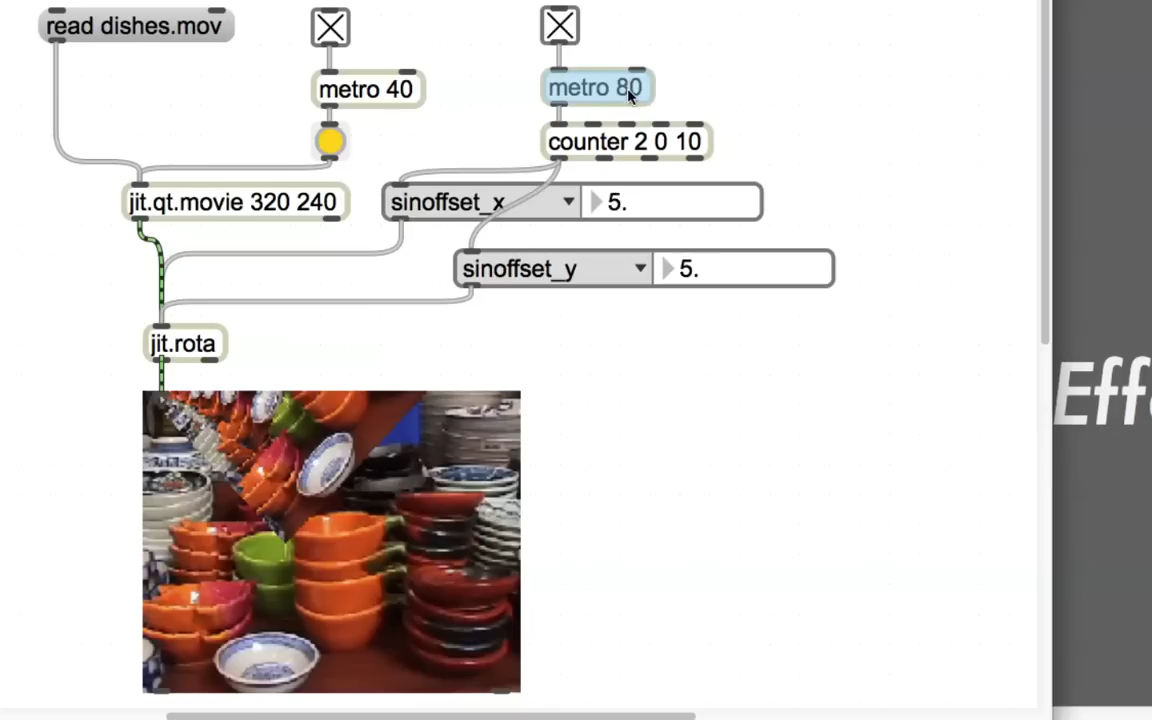 read dishes.mov
metro 40
metro 80
counter 2 0 10
jit.qt.movie 320 240
sinoffset_x
5.
sinoffset_y
5.
jit.rota